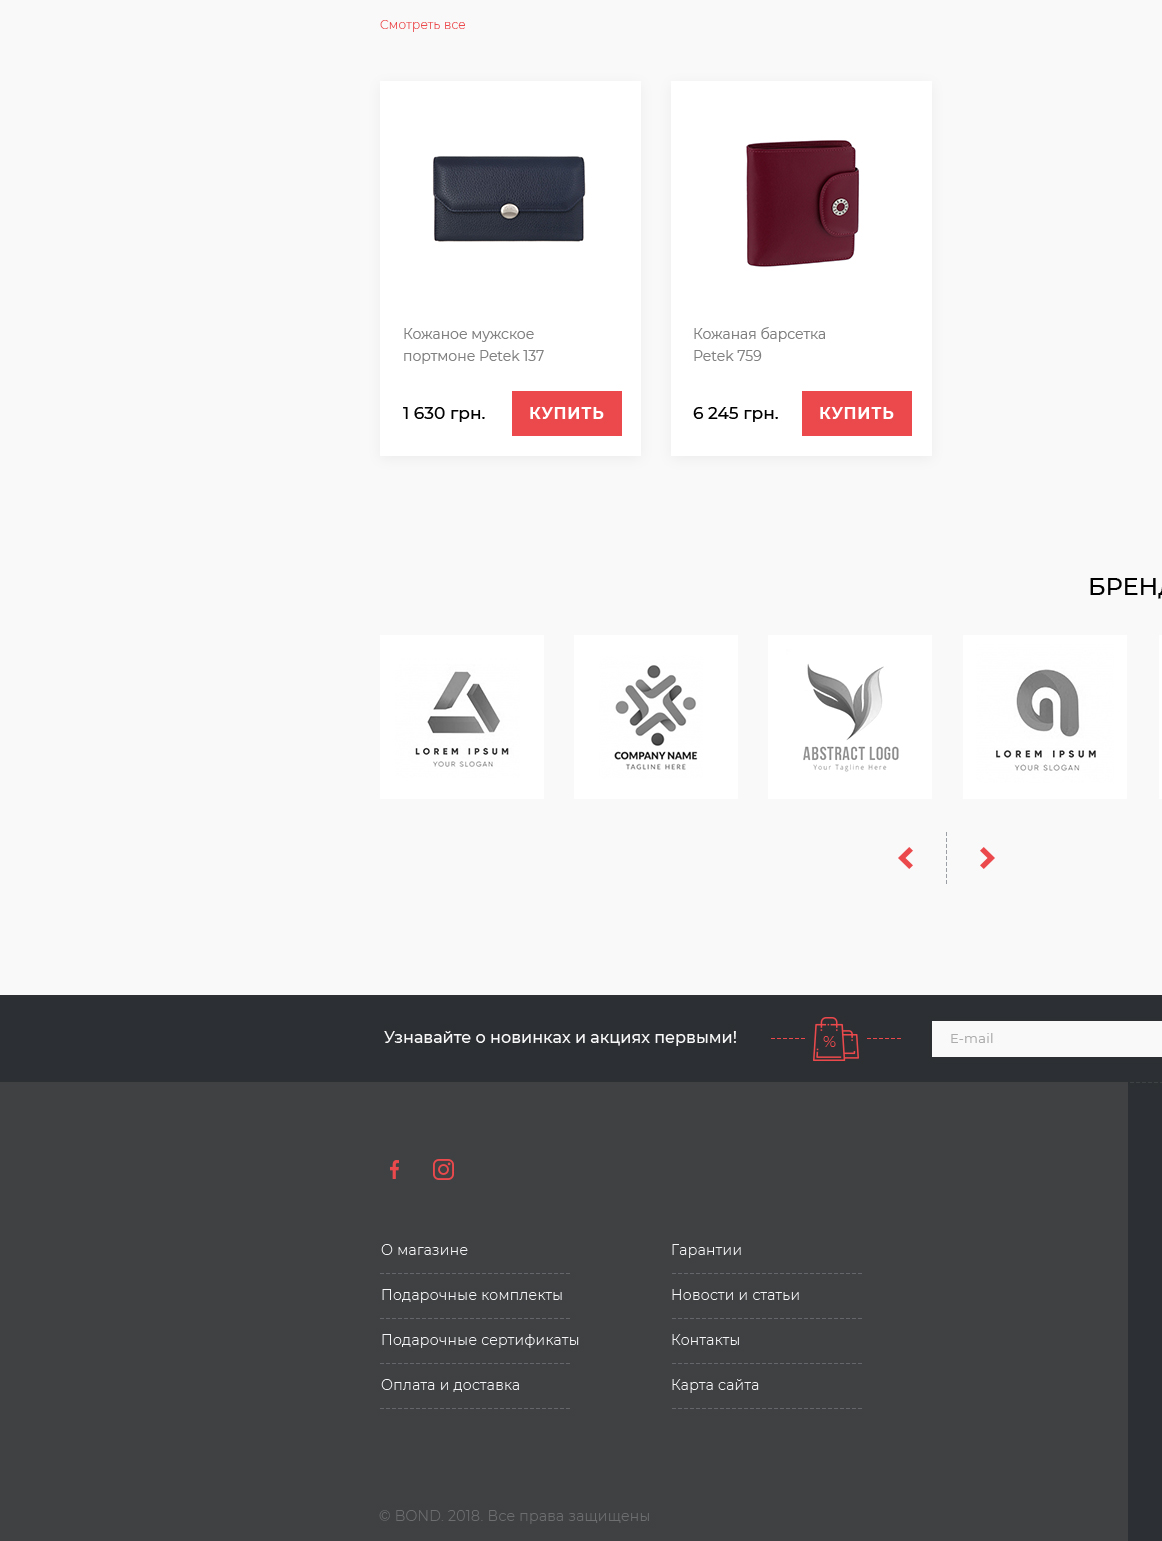 Смотреть все
Кожаное мужское
портмоне Petek 137
1 630 грн.
КУПИТЬ
Кожаная барсетка
Petek 759
6 245 грн.
КУПИТЬ
БРЕНД
LOREM IPSUM
YOUR SLOGAN
COMPANY NAME
TAGLINE HERE
ABSTRACT LOGO
Your Tagline Here
LOREM IPSUM
YOUR SLOGAN
Узнавайте о новинках и акциях первыми!
%
E-mail
О магазине
Подарочные комплекты
Подарочные сертификаты
Оплата и доставка
Гарантии
Новости и статьи
Контакты
Карта сайта
© BOND. 2018. Все права защищены